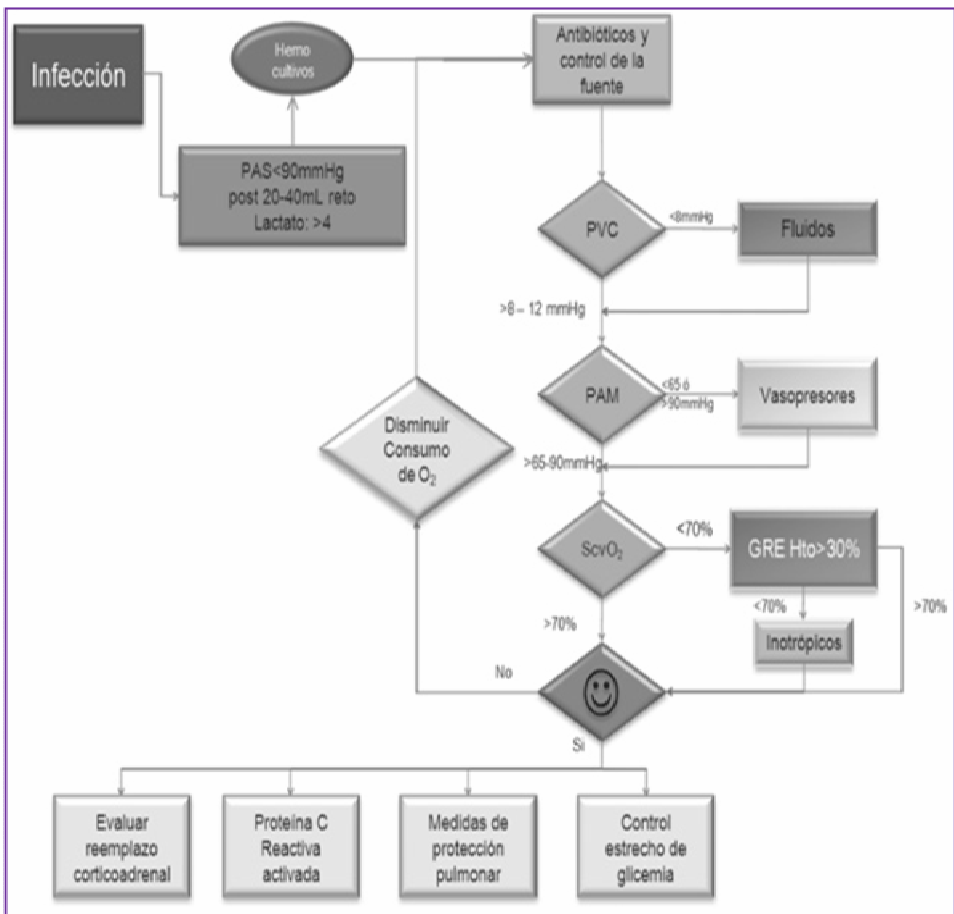 Infección
Hemo
cultivos
PAS<90mmHg
post 20-40mL reto
Lactato: >4
Antibióticos y
control de la
fuente
PVC
<8mmHg
Fluidos
>8 – 12 mmHg
PAM
<65 ó
>90mmHg
Vasopresores
>65-90mmHg
Disminuir
Consumo
de O₂
ScvO₂
<70%
GRE Hto>30%
<70%
>70%
Inotrópicos
>70%
No
Si
Evaluar
reemplazo
corticoadrenal
Proteína C
Reactiva
activada
Medidas de
protección
pulmonar
Control
estrecho de
glicemia